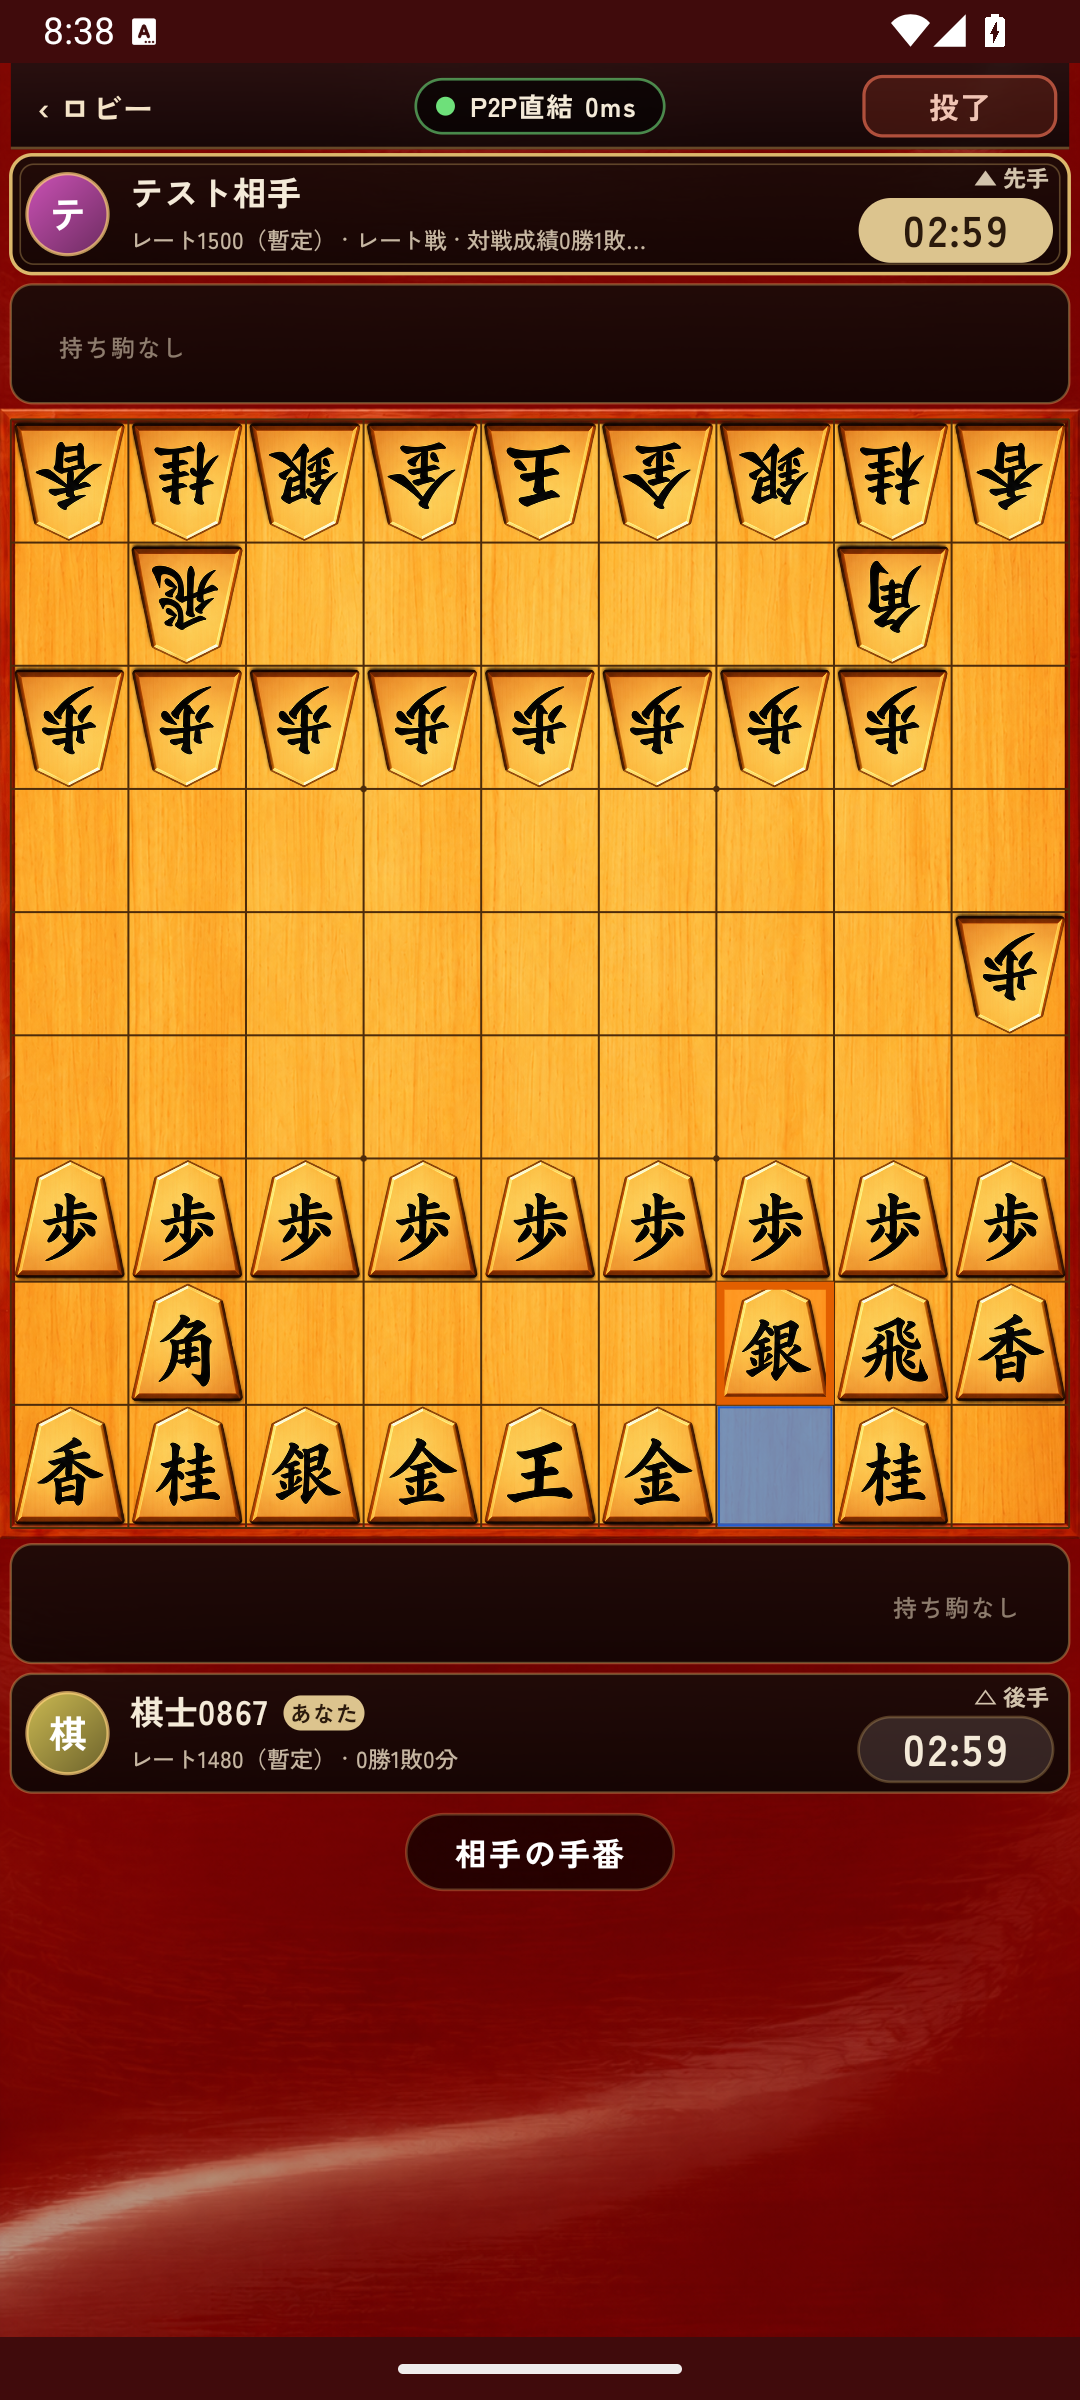 8:38 A
‹ ロビー
P2P直結 0ms
投了
テ
テスト相手
▲ 先手
レート1500（暫定）・レート戦・対戦成績0勝1敗…
02:59
持ち駒なし
香 桂 銀 金 玉 金 銀 桂 香
飛 角
歩 歩 歩 歩 歩 歩 歩 歩
歩
歩 歩 歩 歩 歩 歩 歩 歩 歩
角 銀 飛 香
香 桂 銀 金 王 金 桂
持ち駒なし
棋
棋士0867 あなた
△ 後手
レート1480（暫定）・0勝1敗0分
02:59
相手の手番